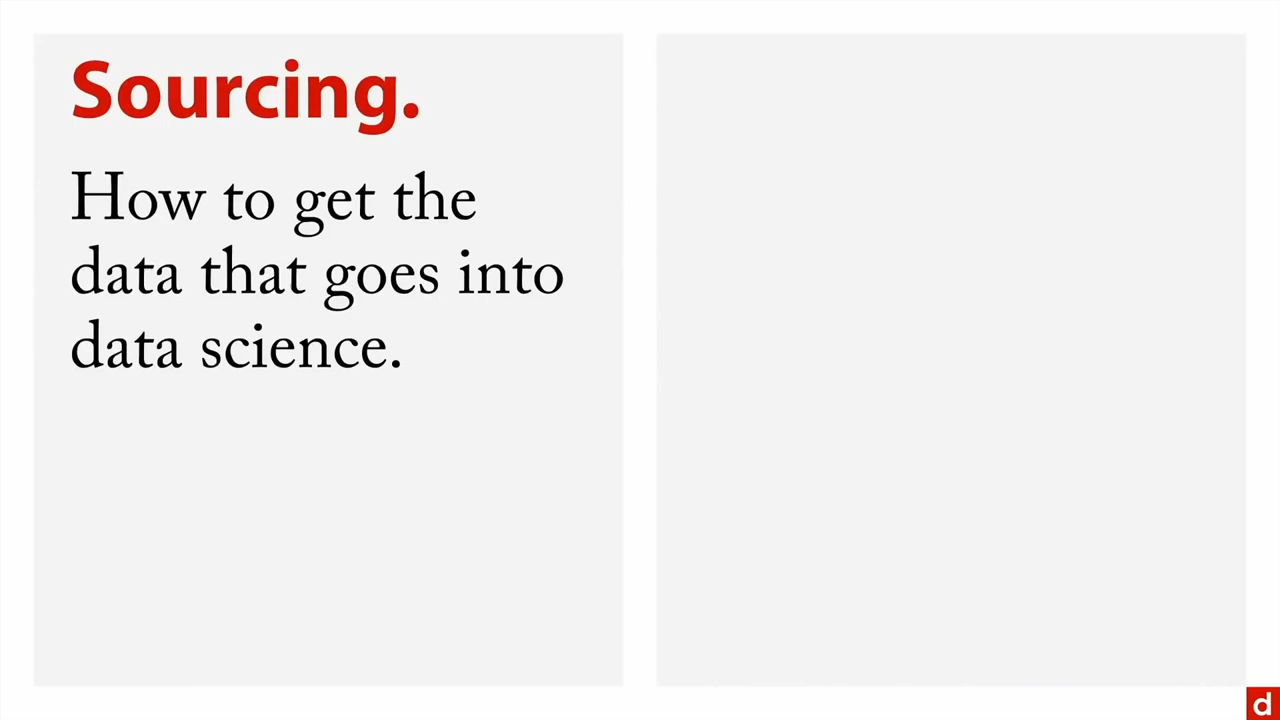 Sourcing.
How to get the
data that goes into
data science.
d